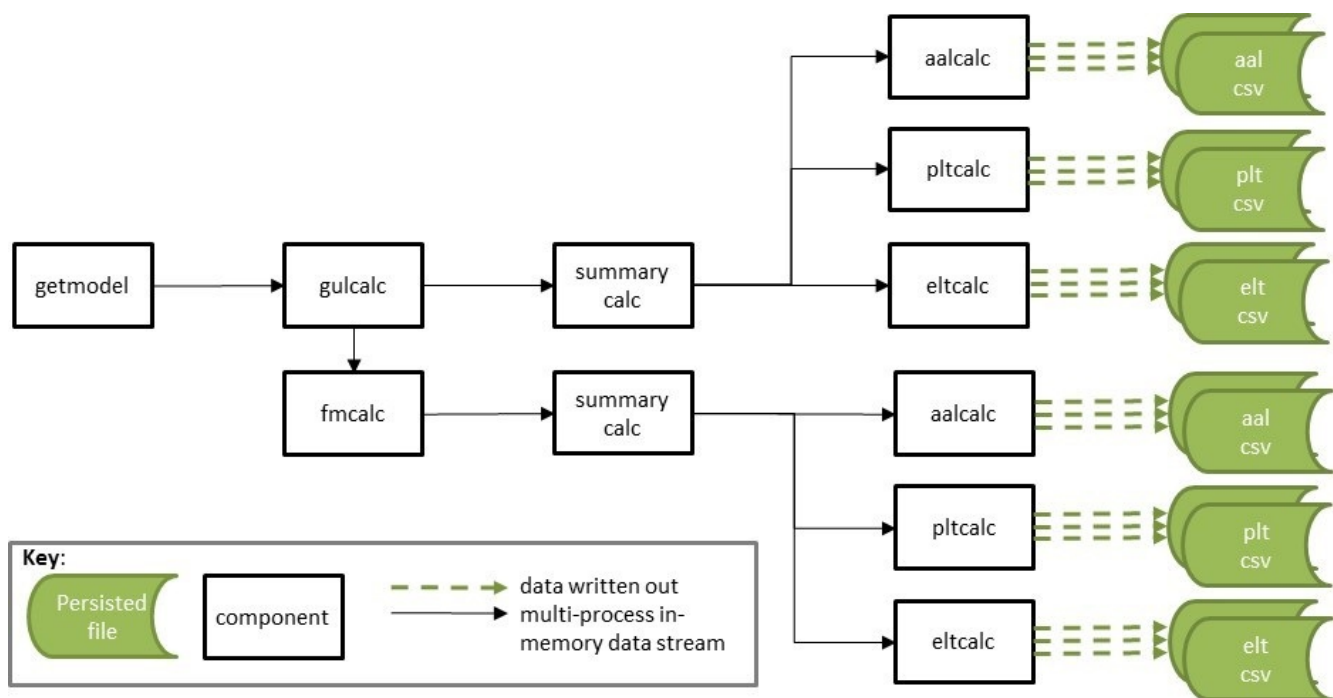 aalcalc
aal
csv
pltcalc
plt
csv
getmodel
gulcalc
summary
calc
eltcalc
elt
csv
fmcalc
summary
calc
aalcalc
aal
csv
pltcalc
plt
csv
eltcalc
elt
csv
Key:
Persisted
file
component
data written out
multi-process in-
memory data stream